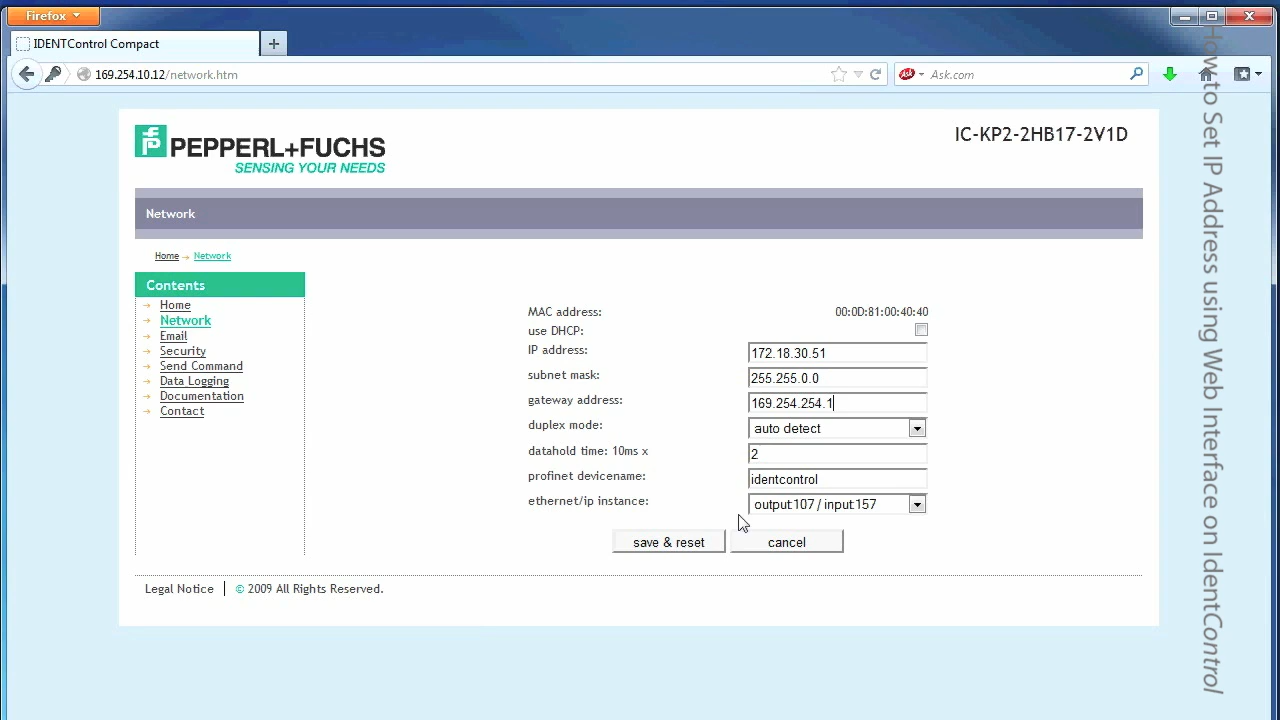 Firefox
IDENTControl Compact
169.254.10.12/network.htm
Ask
Ask.com
PEPPERL+FUCHS
SENSING YOUR NEEDS
IC-KP2-2HB17-2V1D
Network
Home → Network
Contents
→ Home
→ Network
→ Email
→ Security
→ Send Command
→ Data Logging
→ Documentation
→ Contact
MAC address: 00:0D:81:00:40:40
use DHCP:
IP address: 172.18.30.51
subnet mask: 255.255.0.0
gateway address: 169.254.254.1
duplex mode: auto detect
datahold time: 10ms x 2
profinet devicename: identcontrol
ethernet/ip instance: output:107 / input:157
save & reset cancel
Legal Notice | © 2009 All Rights Reserved.
How to Set IP Address using Web Interface on IdentControl